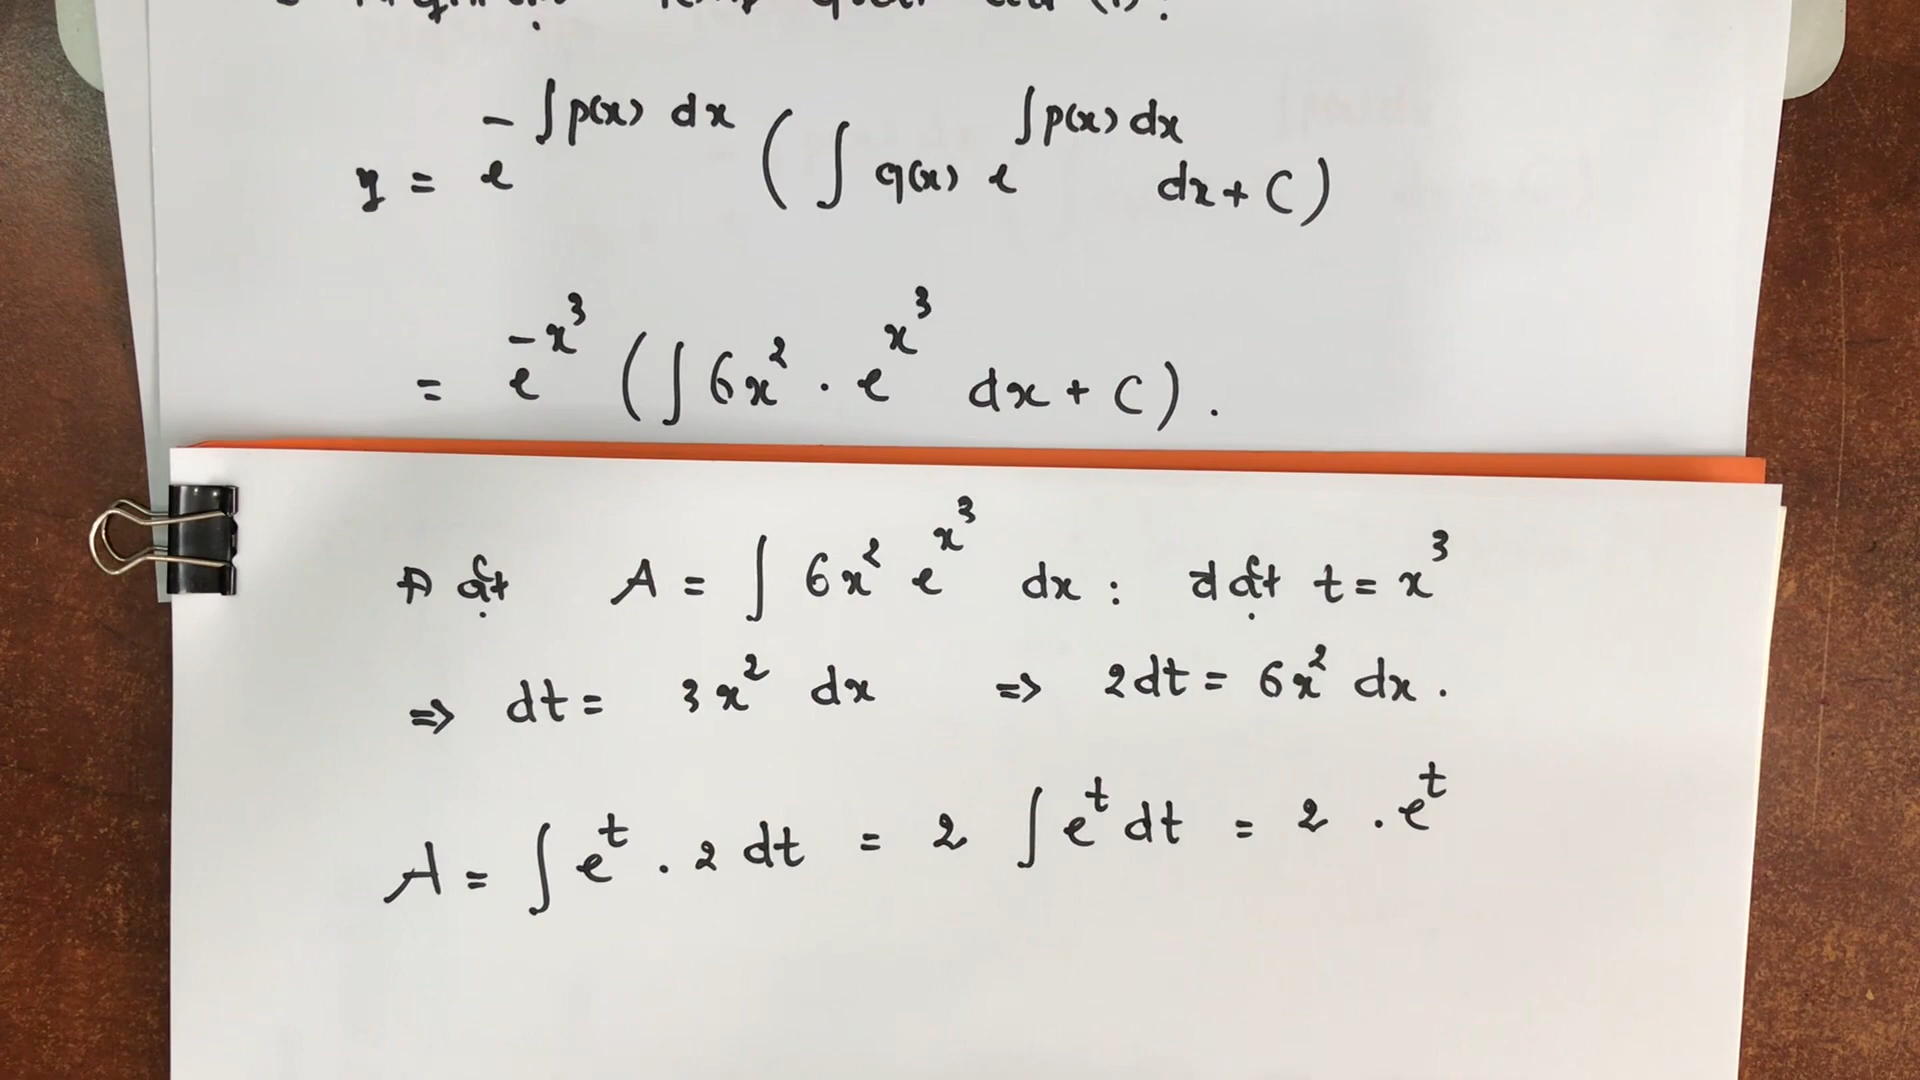 y = e^{-∫p(x) dx} (∫ q(x) e^{∫p(x) dx} dx + C)
= e^{-x^3} (∫ 6x^2 . e^{x^3} dx + C).
Đặt A = ∫ 6x^2 e^{x^3} dx : đặt t = x^3
⇒ dt = 3x^2 dx ⇒ 2dt = 6x^2 dx.
A = ∫ e^t . 2 dt = 2 ∫ e^t dt = 2 . e^t